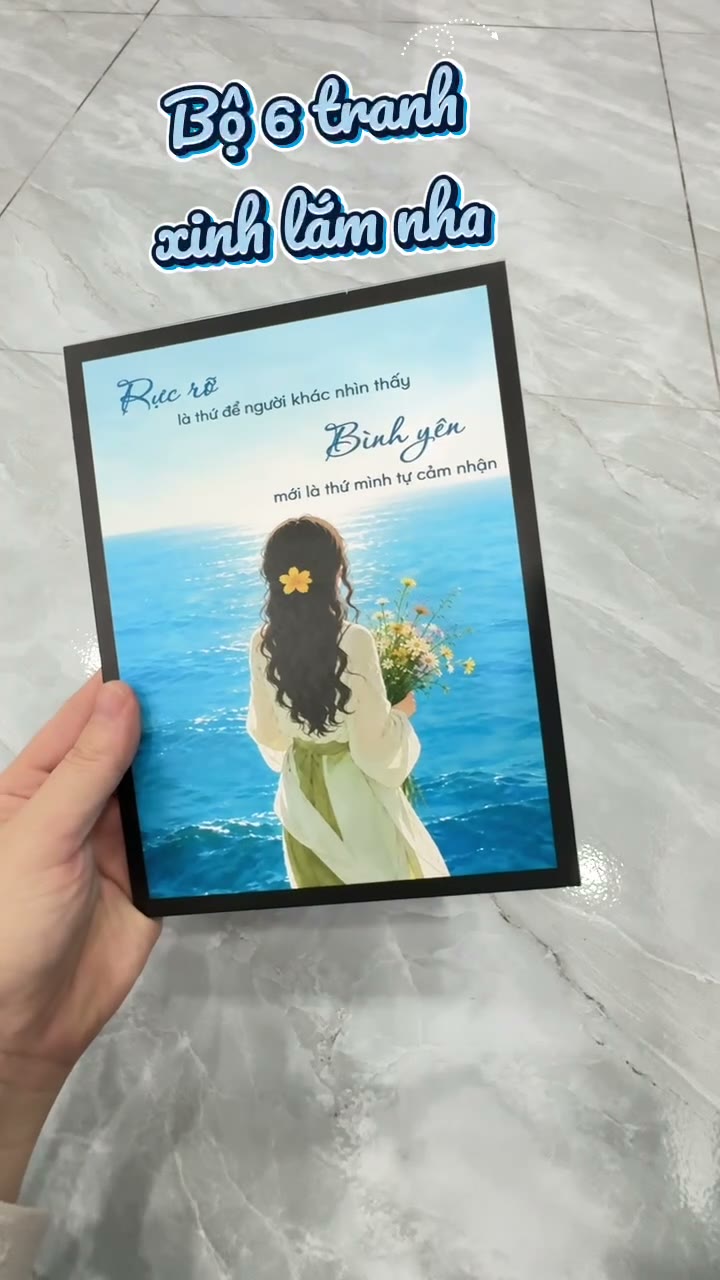 Bộ 6 tranh
xinh lắm nha
Rực rỡ
là thứ để người khác nhìn thấy
Bình yên
mới là thứ mình tự cảm nhận